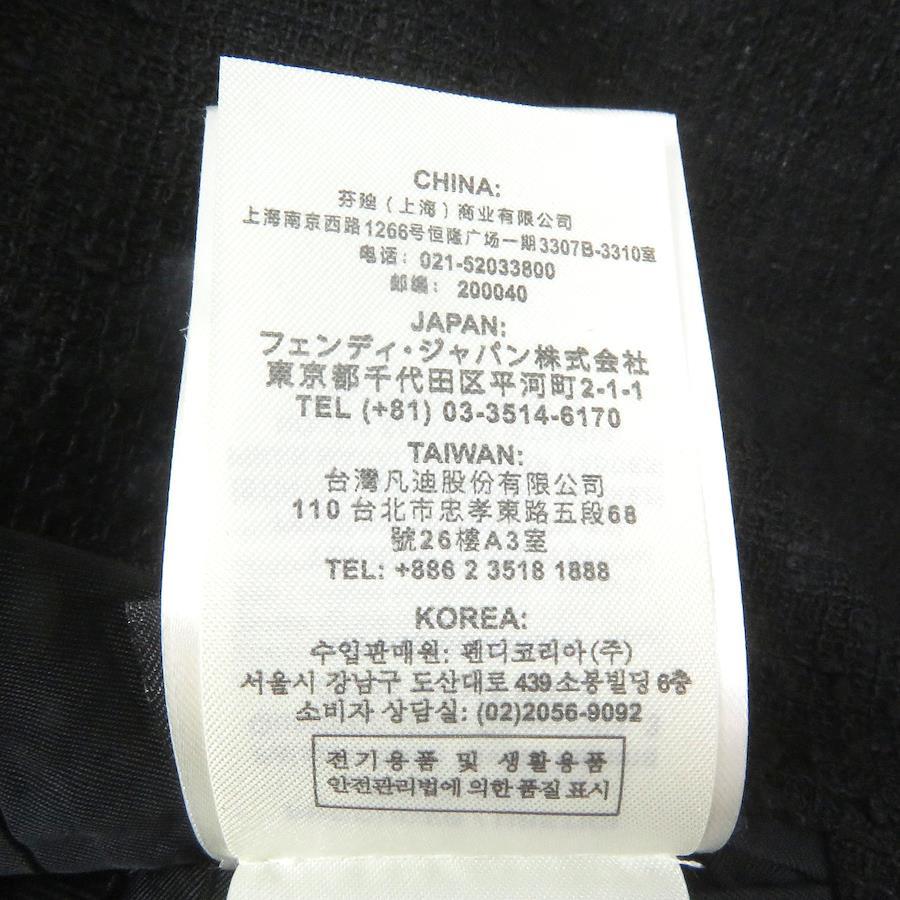 CHINA:
芬迪（上海）商业有限公司
上海南京西路1266号恒隆广场一期3307B-3310室
电话：021-52033800
邮编：200040
JAPAN:
フェンディ・ジャパン株式会社
東京都千代田区平河町2-1-1
TEL (+81) 03-3514-6170
TAIWAN:
台灣凡迪股份有限公司
110 台北市忠孝東路五段68
號26樓A3室
TEL: +886 2 3518 1888
KOREA:
수입판매원: 펜디코리아(주)
서울시 강남구 도산대로 439 소봉빌딩 6층
소비자 상담실: (02)2056-9092
전기용품 및 생활용품
안전관리법에 의한 품질표시